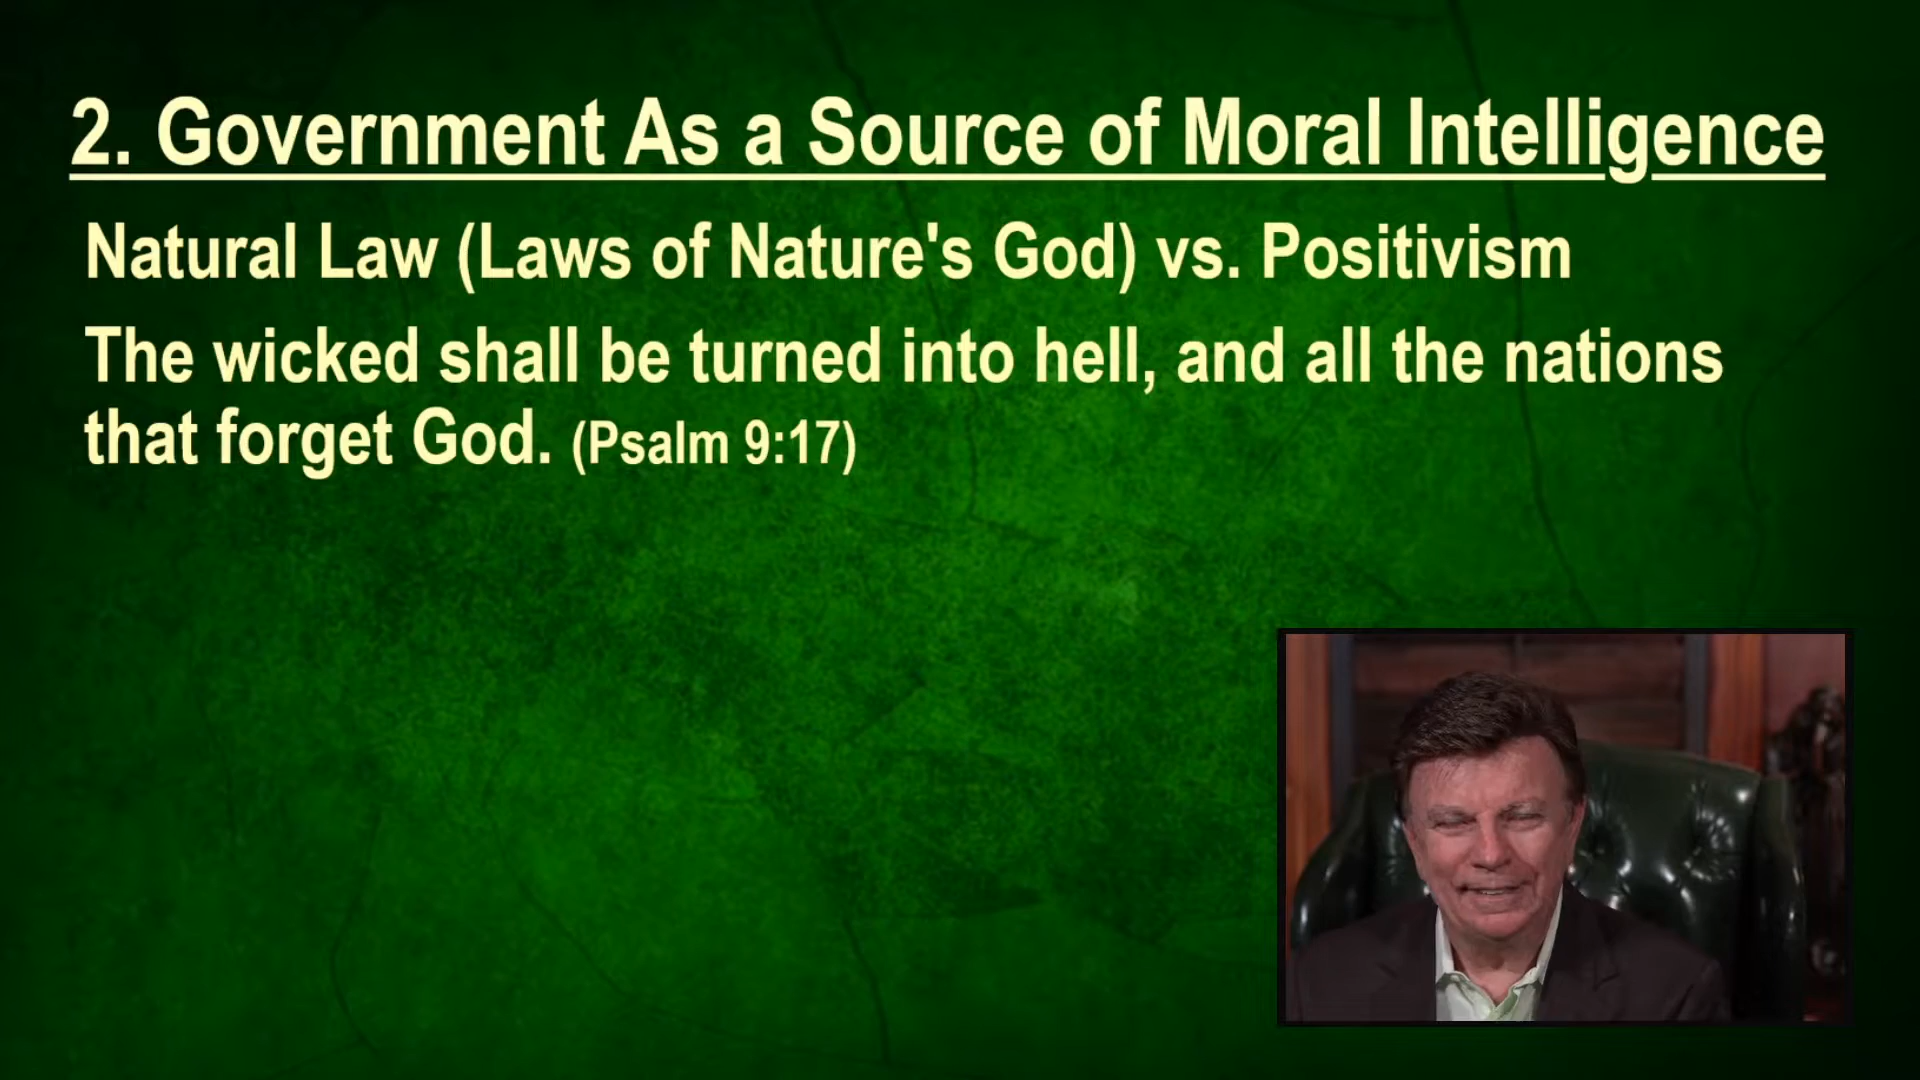 2. Government As a Source of Moral Intelligence
Natural Law (Laws of Nature's God) vs. Positivism
The wicked shall be turned into hell, and all the nations
that forget God. (Psalm 9:17)